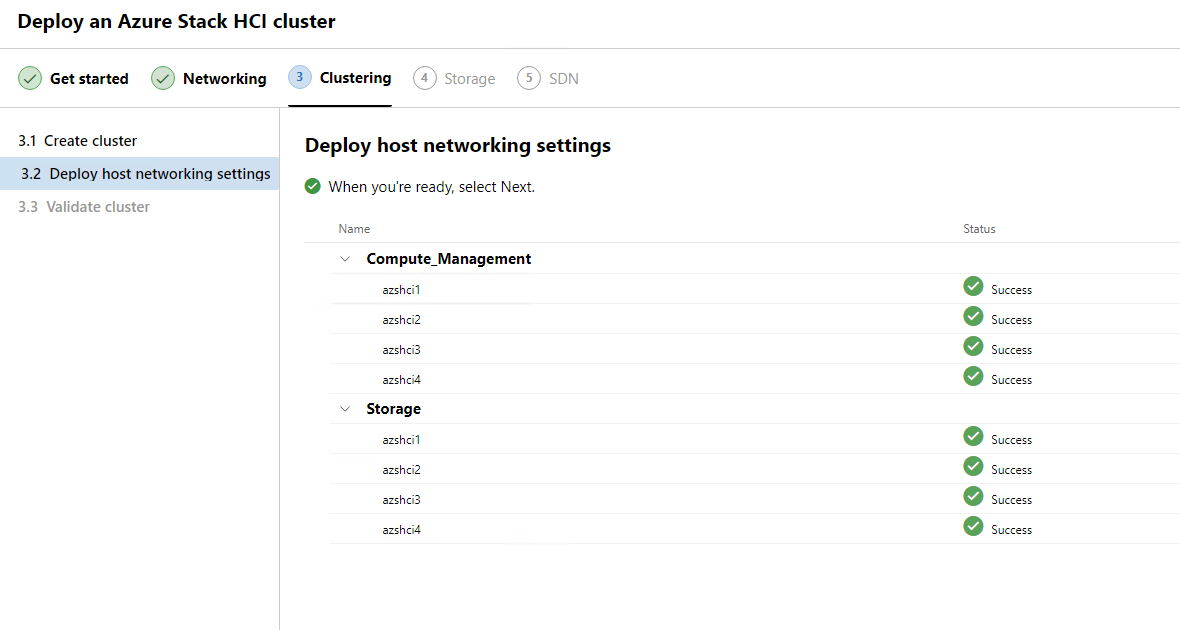 Deploy an Azure Stack HCI cluster
Get started Networking 3 Clustering 4 Storage 5 SDN
3.1 Create cluster
3.2 Deploy host networking settings
3.3 Validate cluster
Deploy host networking settings
When you're ready, select Next.
Name Status
Compute_Management
azshci1 Success
azshci2 Success
azshci3 Success
azshci4 Success
Storage
azshci1 Success
azshci2 Success
azshci3 Success
azshci4 Success